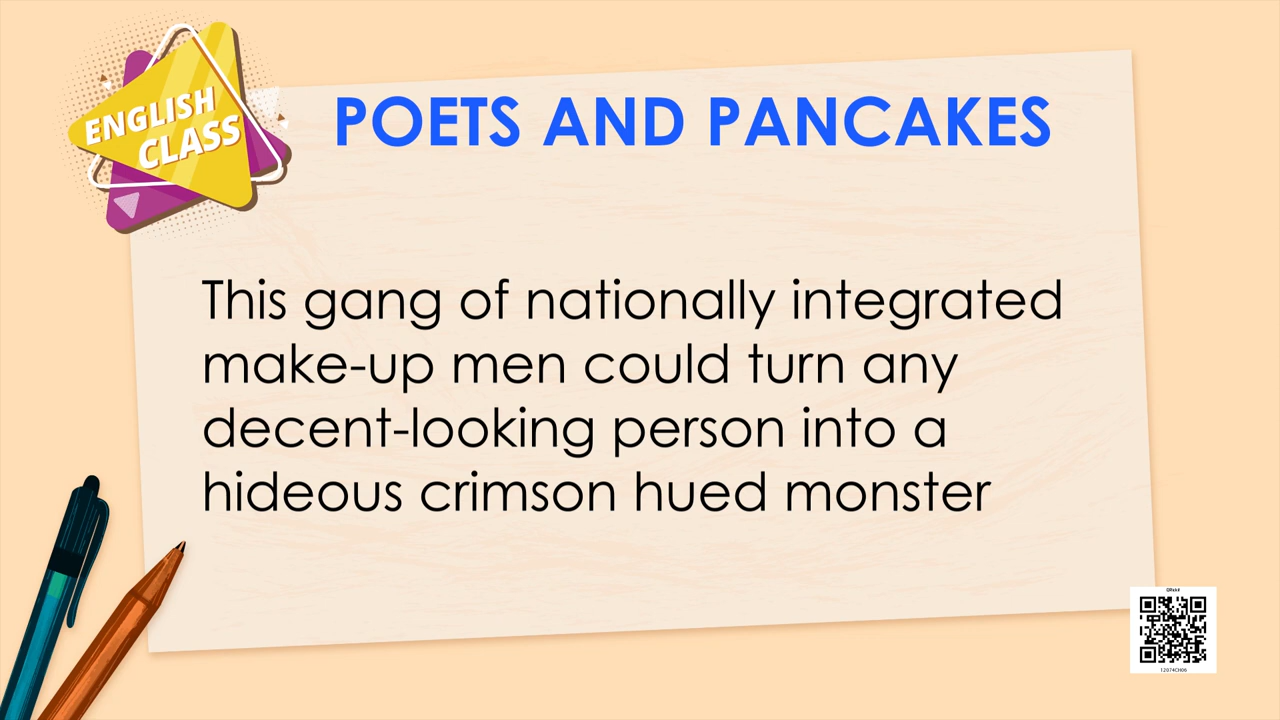 ENGLISH
CLASS
POETS AND PANCAKES
This gang of nationally integrated
make-up men could turn any
decent-looking person into a
hideous crimson hued monster
12074CH06